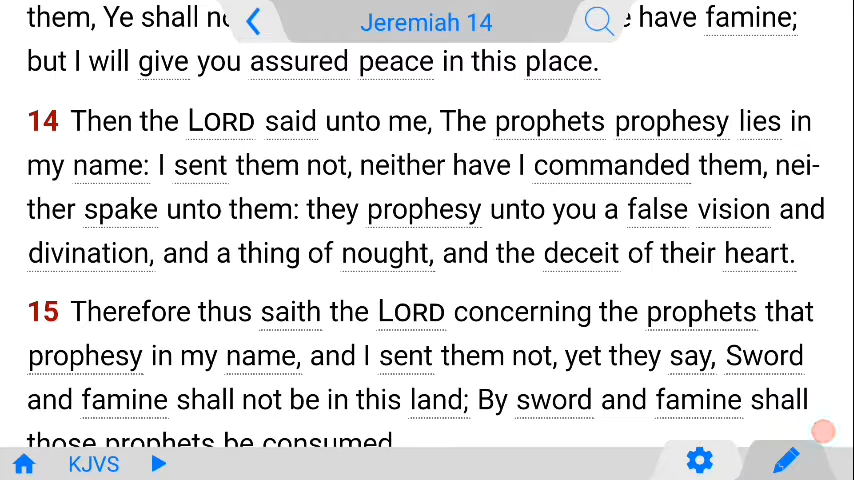 them, Ye shall
Jeremiah 14
have famine;
but I will give you assured peace in this place.
14 Then the LORD said unto me, The prophets prophesy lies in
my name: I sent them not, neither have I commanded them, nei-
ther spake unto them: they prophesy unto you a false vision and
divination, and a thing of nought, and the deceit of their heart.
15 Therefore thus saith the LORD concerning the prophets that
prophesy in my name, and I sent them not, yet they say, Sword
and famine shall not be in this land; By sword and famine shall
those prophets be consumed.
KJVS